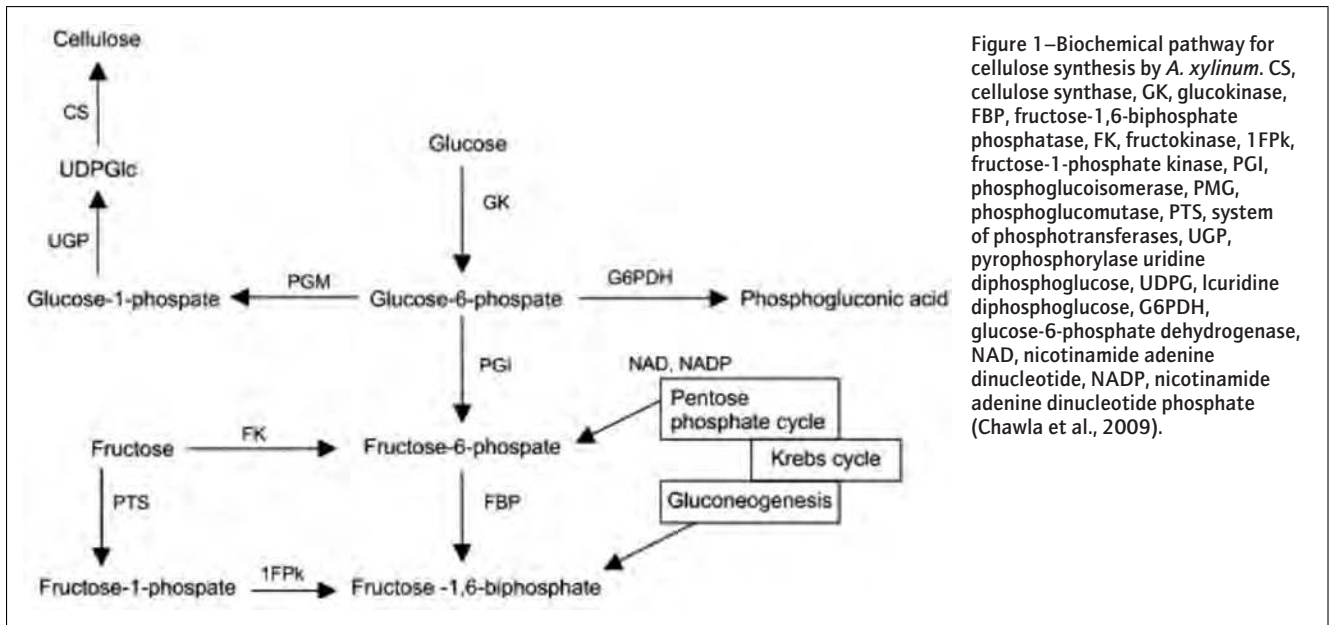 Cellulose
CS
UDPGlc
UGP
Glucose-1-phospate
PGM
Glucose
GK
Glucose-6-phospate
G6PDH
Phosphogluconic acid
PGI
NAD, NADP
Pentose
phosphate cycle
Krebs cycle
Gluconeogenesis
Fructose
FK
Fructose-6-phospate
PTS
FBP
Fructose-1-phospate
1FPk
Fructose -1,6-biphosphate
Figure 1–Biochemical pathway for
cellulose synthesis by A. xylinum. CS,
cellulose synthase, GK, glucokinase,
FBP, fructose-1,6-biphosphate
phosphatase, FK, fructokinase, 1FPk,
fructose-1-phosphate kinase, PGI,
phosphoglucoisomerase, PMG,
phosphoglucomutase, PTS, system
of phosphotransferases, UGP,
pyrophosphorylase uridine
diphosphoglucose, UDPG, lcuridine
diphosphoglucose, G6PDH,
glucose-6-phosphate dehydrogenase,
NAD, nicotinamide adenine
dinucleotide, NADP, nicotinamide
adenine dinucleotide phosphate
(Chawla et al., 2009).